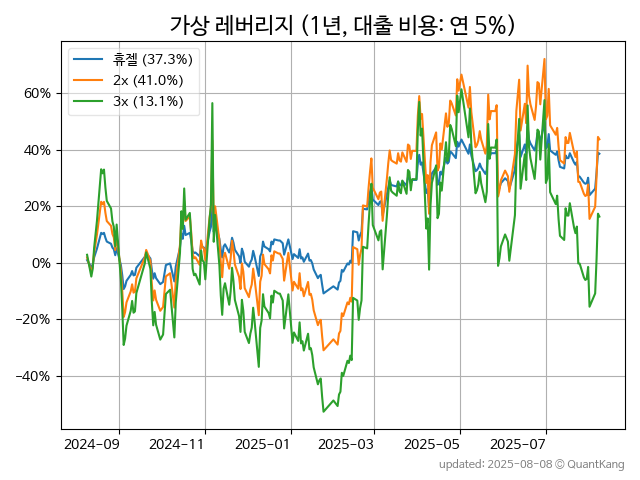 가상 레버리지 (1년, 대출 비용: 연 5%)
휴젤 (37.3%)
2x (41.0%)
3x (13.1%)
60%
40%
20%
0%
−20%
−40%
2024-09 2024-11 2025-01 2025-03 2025-05 2025-07
updated: 2025-08-08 © QuantKang